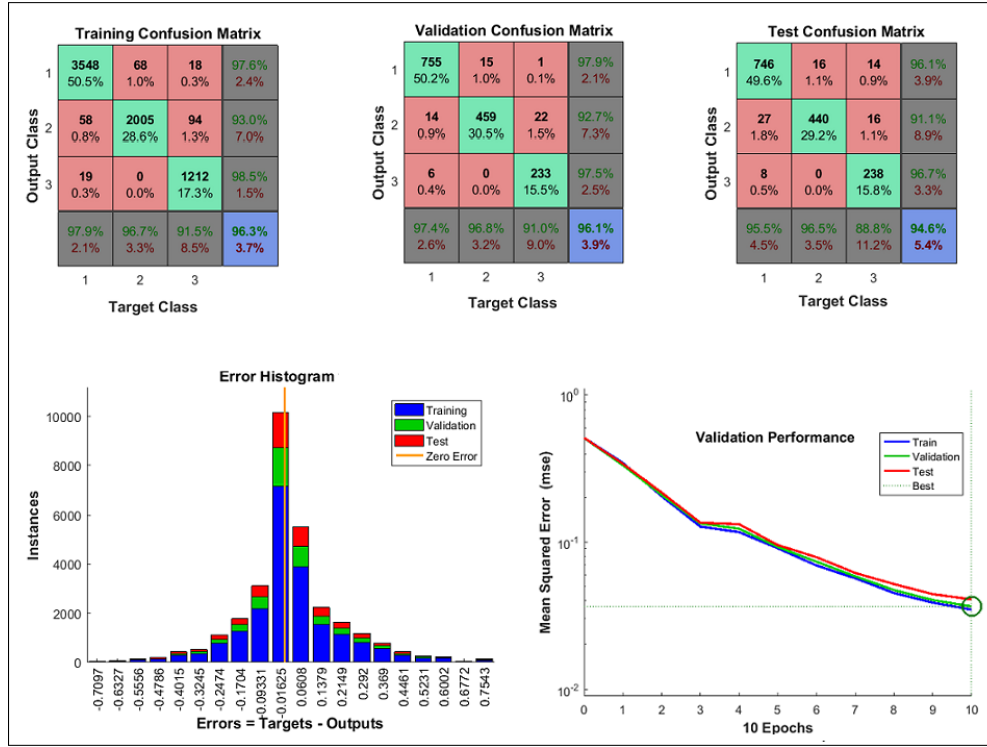 Training Confusion Matrix
Output Class
1
3548 68 18 97.6%
50.5% 1.0% 0.3% 2.4%
2
58 2005 94 93.0%
0.8% 28.6% 1.3% 7.0%
3
19 0 1212 98.5%
0.3% 0.0% 17.3% 1.5%
97.9% 96.7% 91.5% 96.3%
2.1% 3.3% 8.5% 3.7%
1 2 3
Target Class
Validation Confusion Matrix
Output Class
1
755 15 1 97.9%
50.2% 1.0% 0.1% 2.1%
2
14 459 22 92.7%
0.9% 30.5% 1.5% 7.3%
3
6 0 233 97.5%
0.4% 0.0% 15.5% 2.5%
97.4% 96.8% 91.0% 96.1%
2.6% 3.2% 9.0% 3.9%
1 2 3
Target Class
Test Confusion Matrix
Output Class
1
746 16 14 96.1%
49.6% 1.1% 0.9% 3.9%
2
27 440 16 91.1%
1.8% 29.2% 1.1% 8.9%
3
8 0 238 96.7%
0.5% 0.0% 15.8% 3.3%
95.5% 96.5% 88.8% 94.6%
4.5% 3.5% 11.2% 5.4%
1 2 3
Target Class
Error Histogram
Instances
10000
8000
6000
4000
2000
0
Training
Validation
Test
Zero Error
-0.7097
-0.6327
-0.5556
-0.4786
-0.4015
-0.3245
-0.2474
-0.1704
-0.09331
-0.01625
0.0608
0.1379
0.2149
0.292
0.369
0.4461
0.5231
0.6002
0.6772
0.7543
Errors = Targets - Outputs
Validation Performance
Mean Squared Error (mse)
10⁰
10⁻¹
10⁻²
Train
Validation
Test
Best
0 1 2 3 4 5 6 7 8 9 10
10 Epochs